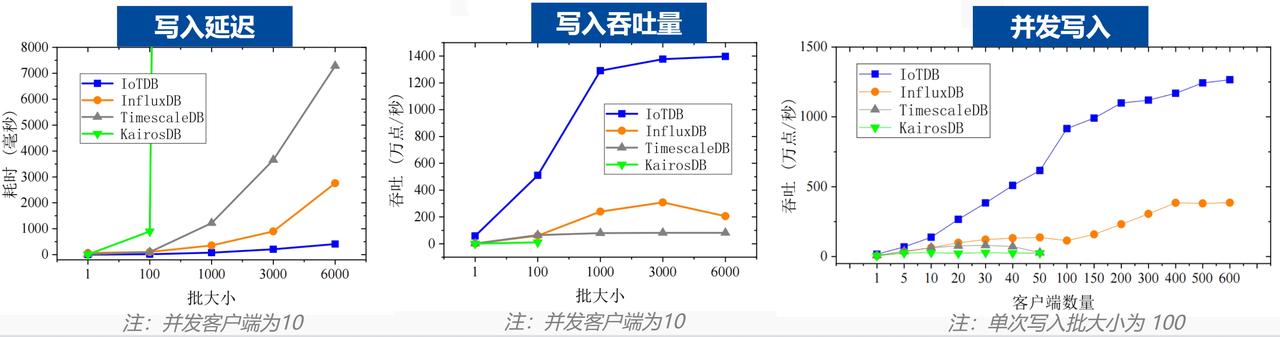 写入延迟
8000
7000
6000
5000
4000
3000
2000
1000
0
耗时 (毫秒)
IoTDB
InfluxDB
TimescaleDB
KairosDB
1 100 1000 3000 6000
批大小
注：并发客户端为10
写入吞吐量
1400
1200
1000
800
600
400
200
0
吞吐 (万点/秒)
IoTDB
InfluxDB
TimescaleDB
KairosDB
1 100 1000 3000 6000
批大小
注：并发客户端为10
并发写入
1500
1000
500
0
吞吐 (万点/秒)
IoTDB
InfluxDB
TimescaleDB
KairosDB
1 5 10 20 30 40 50 100 150 200 300 400 500 600
客户端数量
注：单次写入批大小为 100